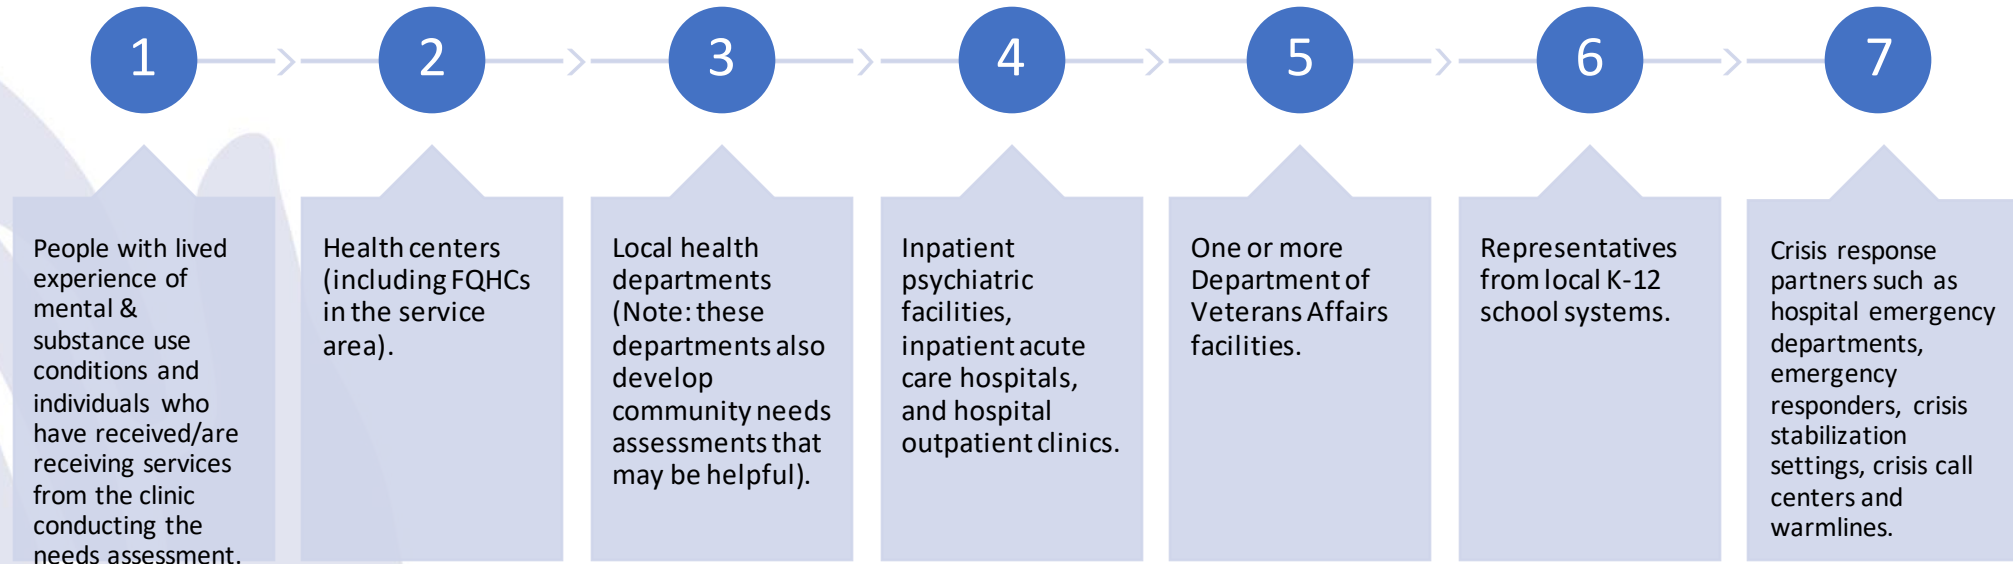 1
2
3
4
5
6
7
People with lived
experience of
mental &
substance use
conditions and
individuals who
have received/are
receiving services
from the clinic
conducting the
needs assessment.
Health centers
(including FQHCs
in the service
area).
Local health
departments
(Note: these
departments also
develop
community needs
assessments that
may be helpful).
Inpatient
psychiatric
facilities,
inpatient acute
care hospitals,
and hospital
outpatient clinics.
One or more
Department of
Veterans Affairs
facilities.
Representatives
from local K-12
school systems.
Crisis response
partners such as
hospital emergency
departments,
emergency
responders, crisis
stabilization
settings, crisis call
centers and
warmlines.